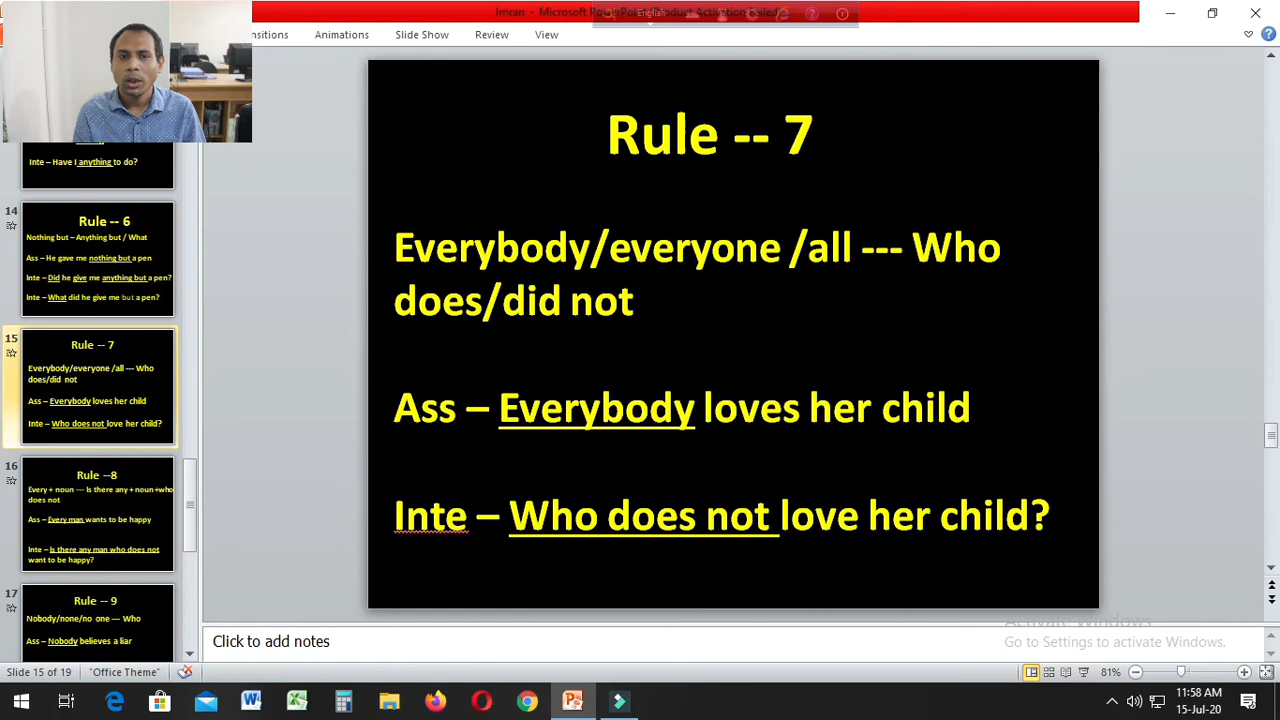 Imran - Microsoft PowerPoint(Product Activation Failed)
English
sitions Animations Slide Show Review View
Inte – Have I anything to do?
14
Rule -- 6
Nothing but – Anything but / What
Ass – He gave me nothing but a pen
Inte – Did he give me anything but a pen?
Inte – What did he give me but a pen?
15
Rule -- 7
Everybody/everyone /all --- Who
does/did not
Ass – Everybody loves her child
Inte – Who does not love her child?
16
Rule --8
Every + noun --- Is there any + noun +who
does not
Ass – Every man wants to be happy
Inte – Is there any man who does not
want to be happy?
17
Rule -- 9
Nobody/none/no one --- Who
Ass – Nobody believes a liar
Rule -- 7
Everybody/everyone /all --- Who
does/did not
Ass – Everybody loves her child
Inte – Who does not love her child?
Activate Windows
Go to Settings to activate Windows.
Click to add notes
Slide 15 of 19 "Office Theme" 81%
11:58 AM
15-Jul-20